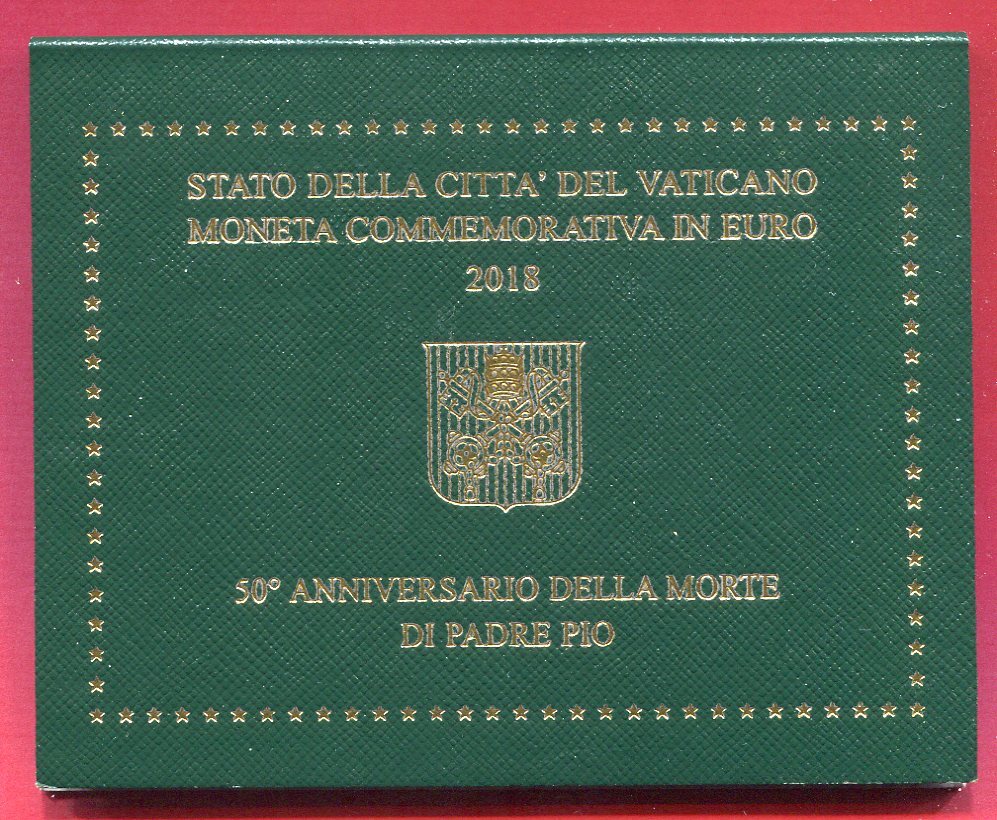 STATO DELLA CITTA' DEL VATICANO
MONETA COMMEMORATIVA IN EURO
2018
50° ANNIVERSARIO DELLA MORTE
DI PADRE PIO